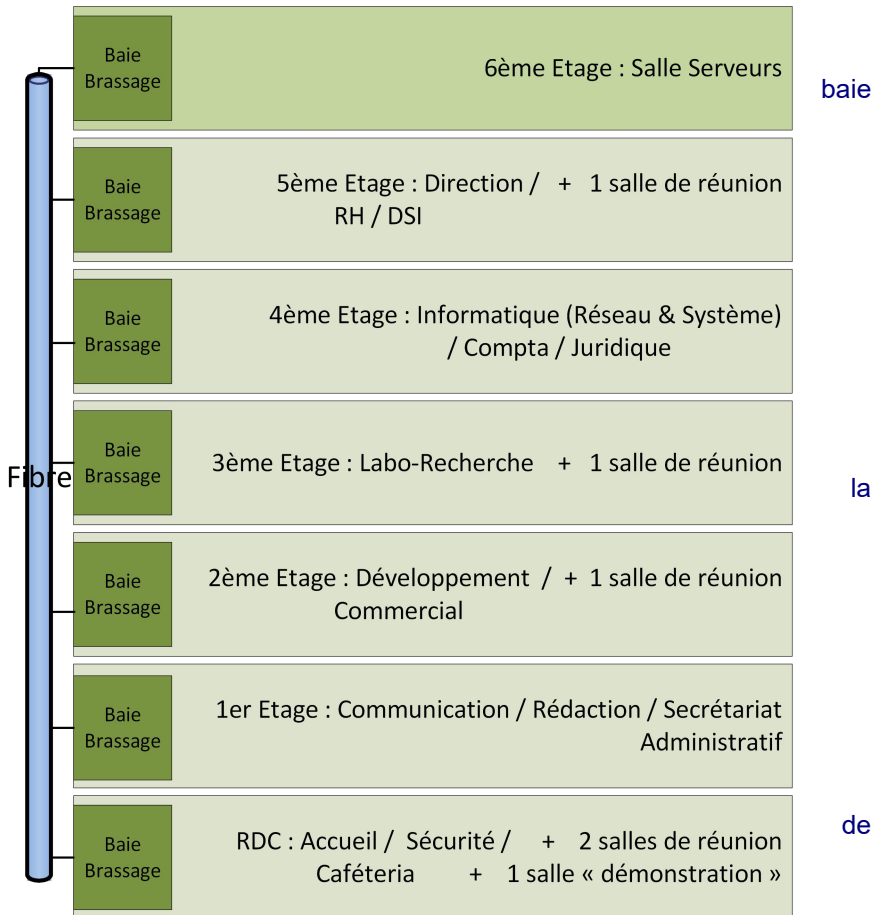 Baie
Brassage
6ème Etage : Salle Serveurs
baie
Baie
Brassage
5ème Etage : Direction / + 1 salle de réunion
RH / DSI
Baie
Brassage
4ème Etage : Informatique (Réseau & Système)
/ Compta / Juridique
Baie
Brassage
Fibre
3ème Etage : Labo-Recherche + 1 salle de réunion
la
Baie
Brassage
2ème Etage : Développement / + 1 salle de réunion
Commercial
Baie
Brassage
1er Etage : Communication / Rédaction / Secrétariat
Administratif
Baie
Brassage
RDC : Accueil / Sécurité / + 2 salles de réunion
Caféteria + 1 salle « démonstration »
de